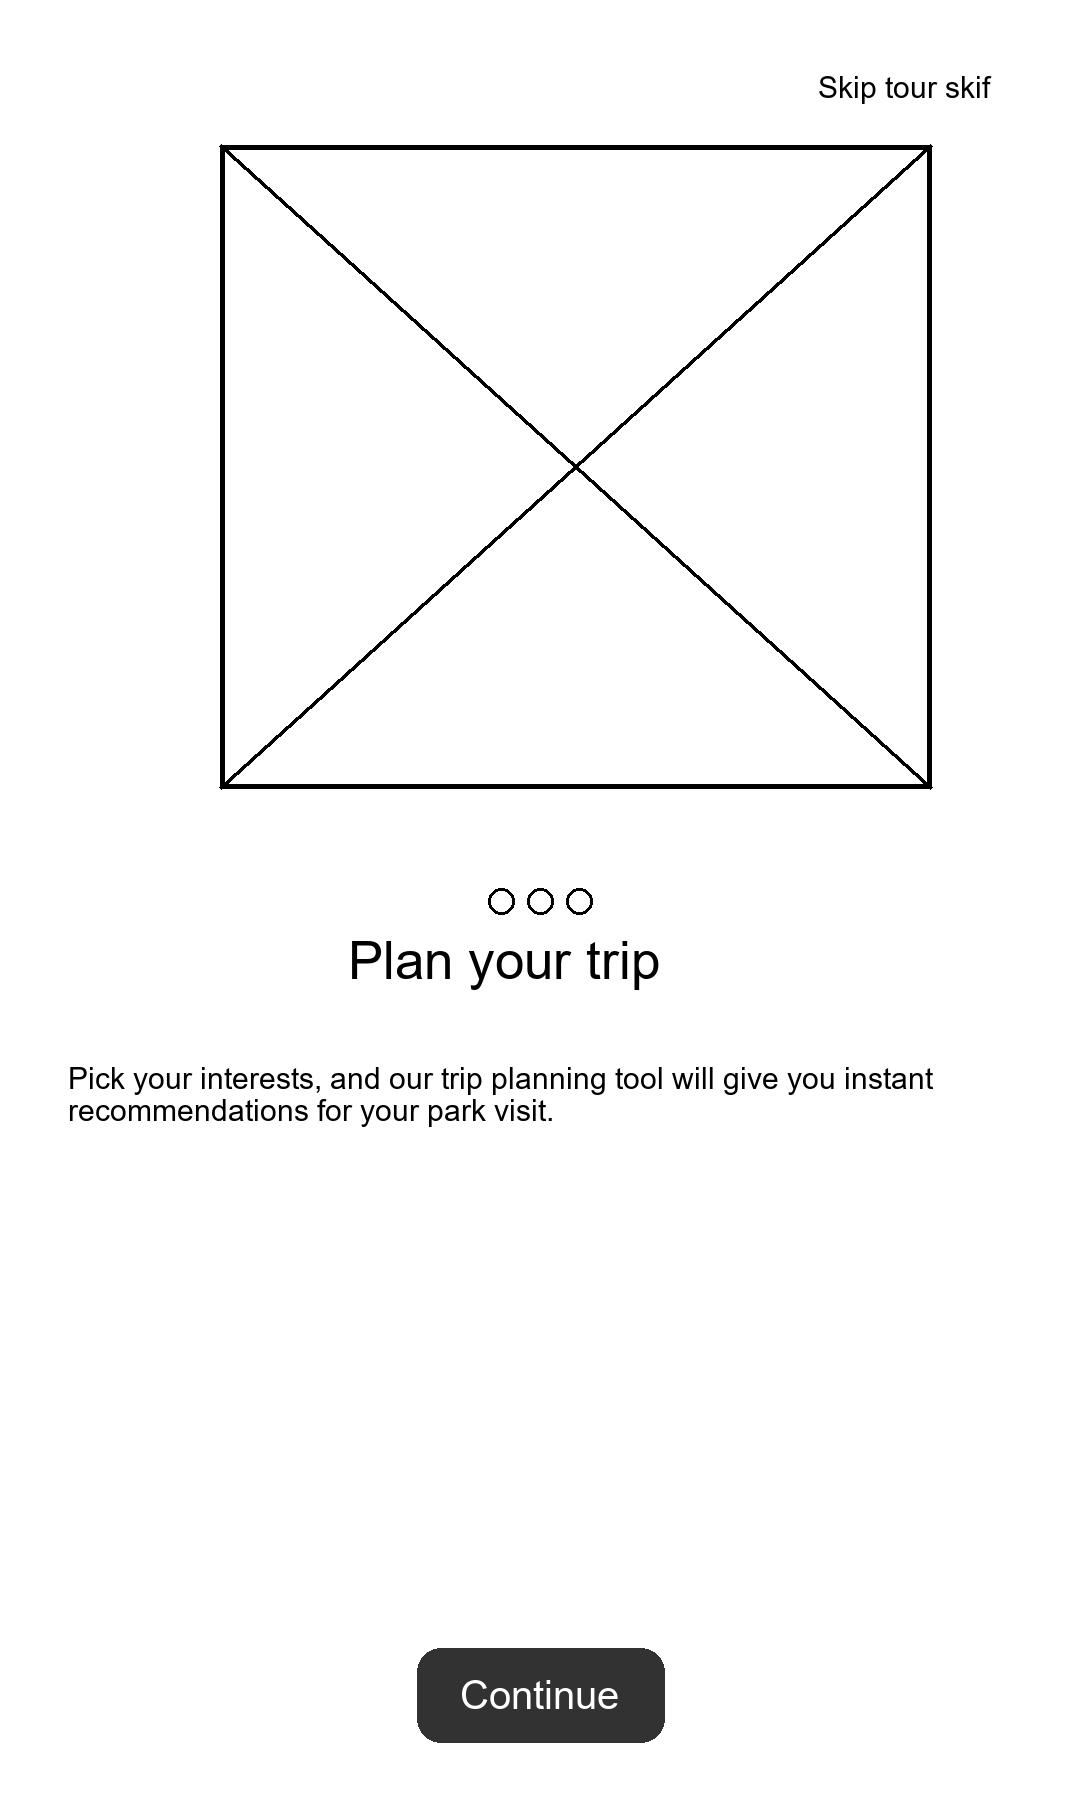 Skip tour skif
Plan your trip
Pick your interests, and our trip planning tool will give you instant
recommendations for your park visit.
Continue